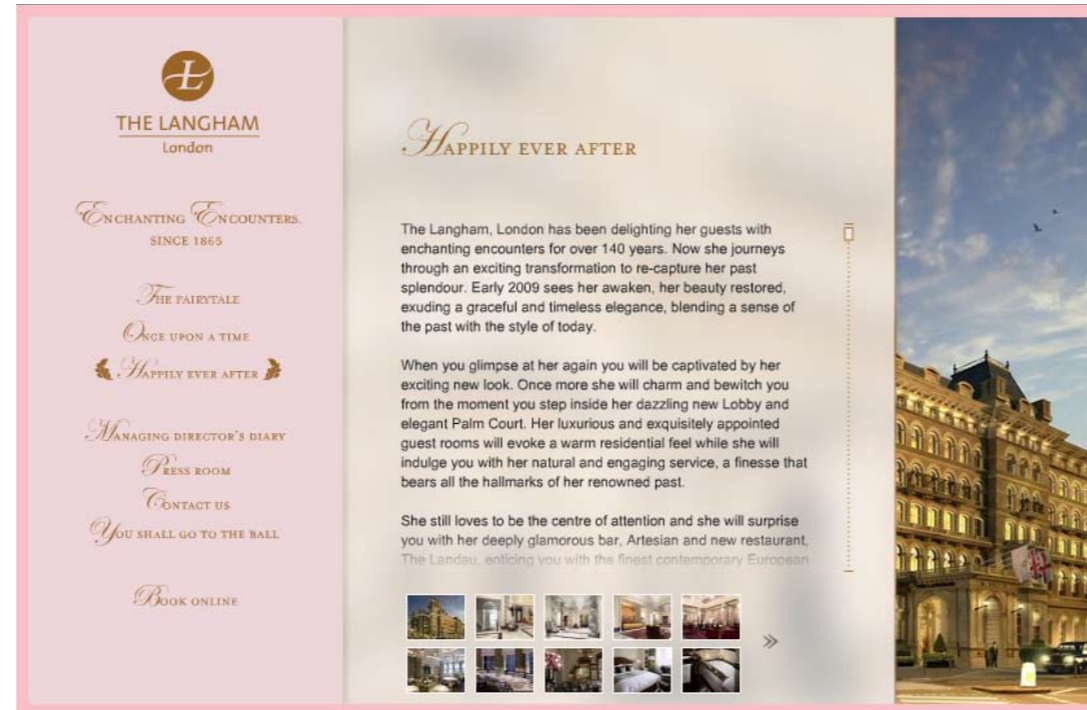 THE LANGHAM
London
ENCHANTING ENCOUNTERS.
SINCE 1865
THE FAIRYTALE
ONCE UPON A TIME
HAPPILY EVER AFTER
MANAGING DIRECTOR'S DIARY
PRESS ROOM
CONTACT US
YOU SHALL GO TO THE BALL
BOOK ONLINE
HAPPILY EVER AFTER
The Langham, London has been delighting her guests with
enchanting encounters for over 140 years. Now she journeys
through an exciting transformation to re-capture her past
splendour. Early 2009 sees her awaken, her beauty restored,
exuding a graceful and timeless elegance, blending a sense of
the past with the style of today.
When you glimpse at her again you will be captivated by her
exciting new look. Once more she will charm and bewitch you
from the moment you step inside her dazzling new Lobby and
elegant Palm Court. Her luxurious and exquisitely appointed
guest rooms will evoke a warm residential feel while she will
indulge you with her natural and engaging service, a finesse that
bears all the hallmarks of her renowned past.
She still loves to be the centre of attention and she will surprise
you with her deeply glamorous bar, Artesian and new restaurant,
The Landau, enticing you with the finest contemporary European